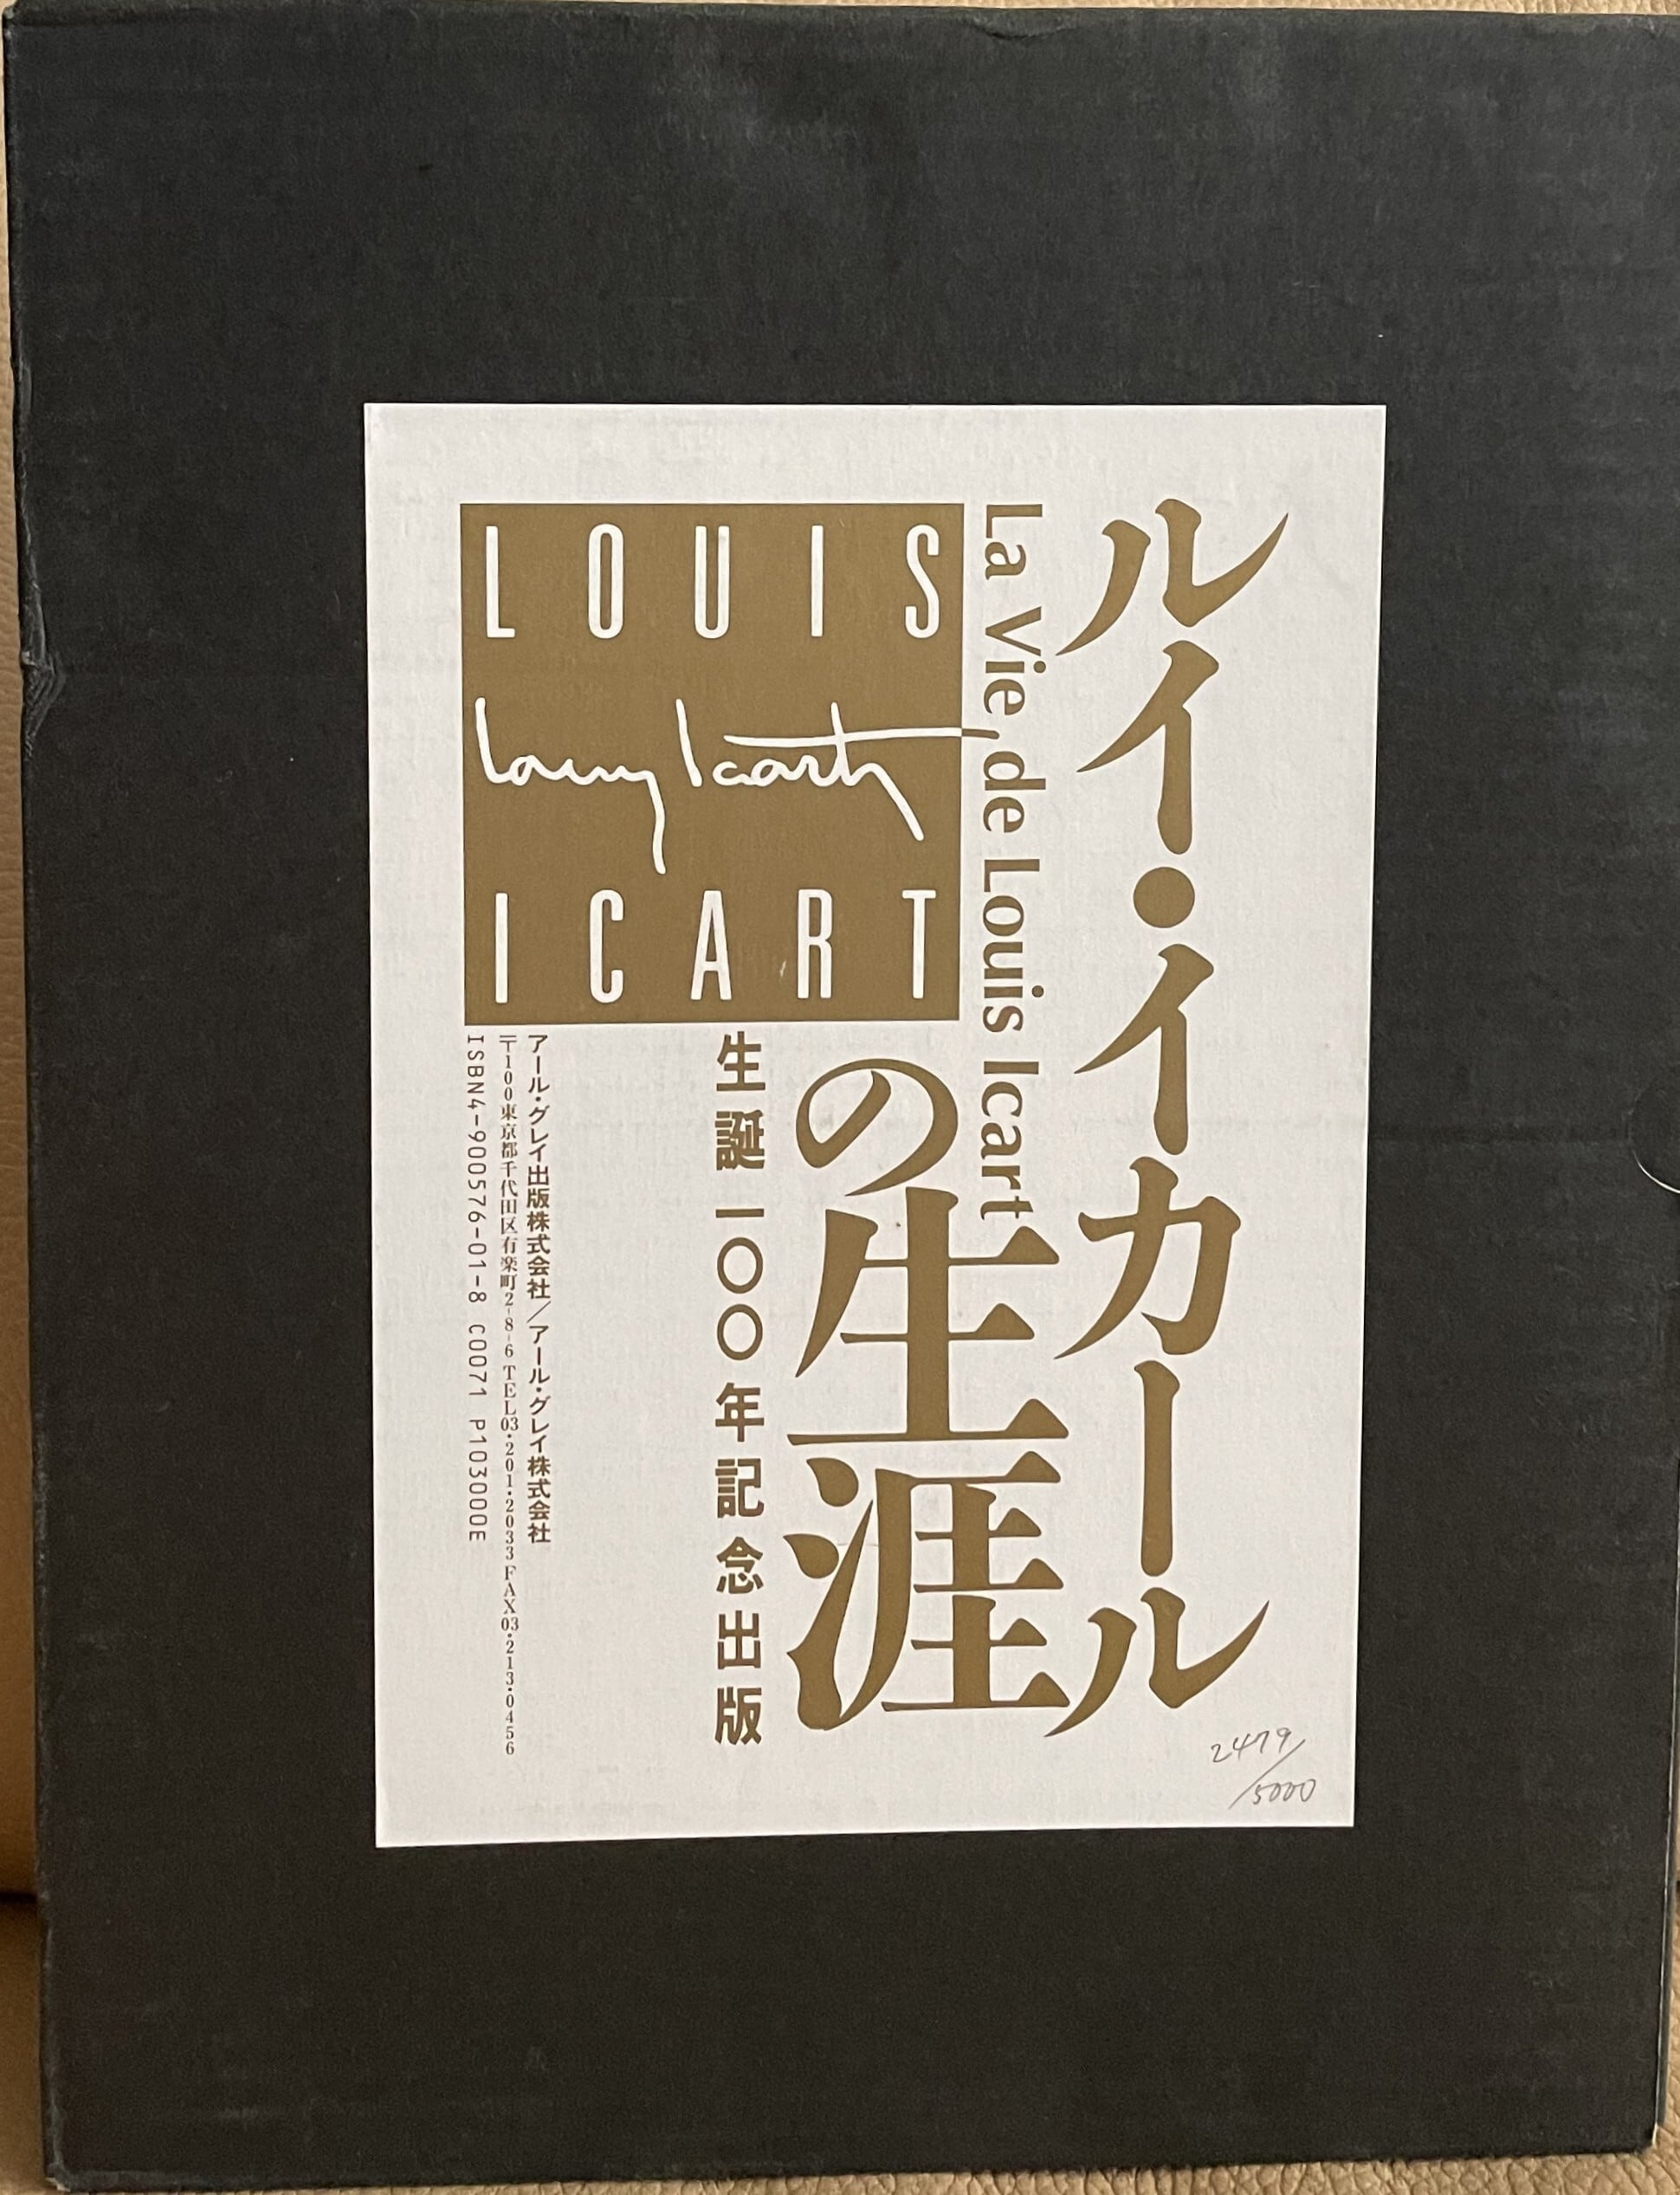 ルイ・イカール
の生涯
La Vie de Louis Icart
LOUIS
Louis Icart
ICART
生誕一〇〇年記念出版
アール・グレイ出版株式会社/アール・グレイ株式会社
〒100東京都千代田区有楽町2-8-6 TEL03・201・2033 FAX03・213・0456
ISBN4-900576-01-8 C0071 P103000E
2479/5000